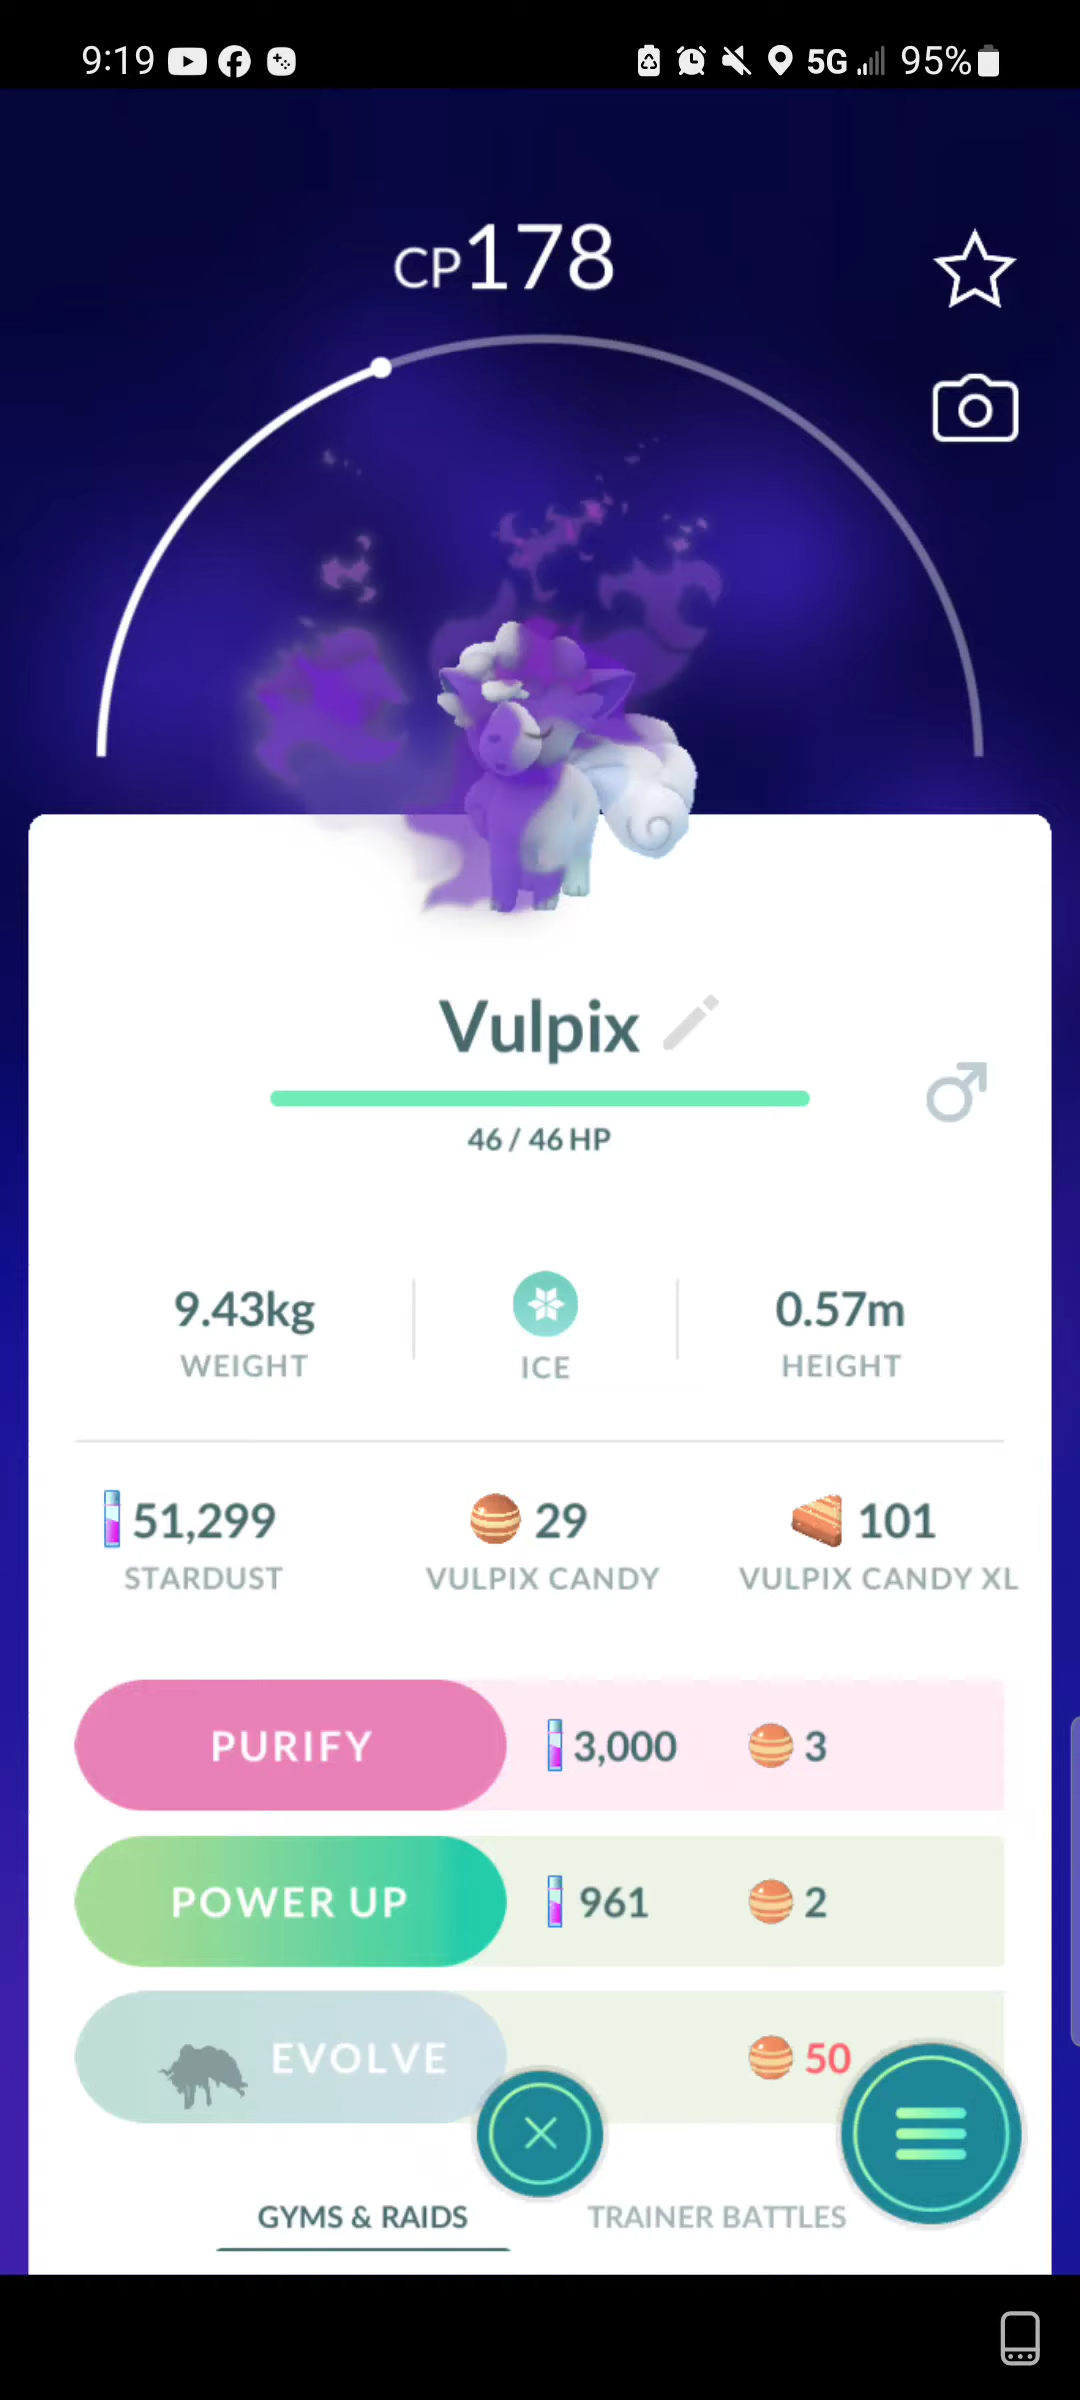 9:19 5G 95%
CP178
Vulpix
46 / 46 HP
9.43kg ICE 0.57m
WEIGHT HEIGHT
51,299 29 101
STARDUST VULPIX CANDY VULPIX CANDY XL
PURIFY 3,000 3
POWER UP 961 2
EVOLVE 50
GYMS & RAIDS TRAINER BATTLES